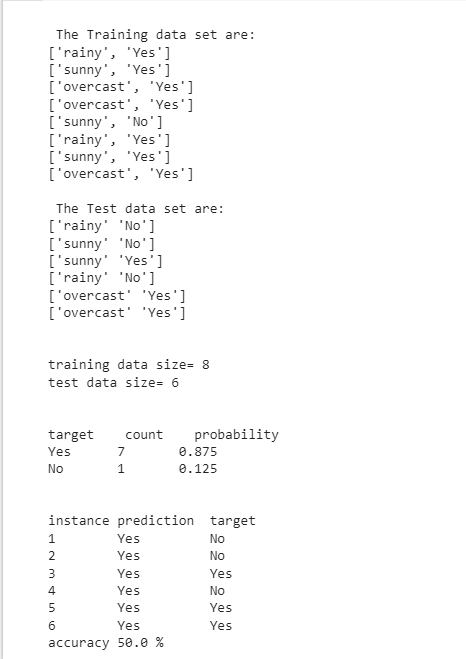 The Training data set are:
['rainy', 'Yes']
['sunny', 'Yes']
['overcast', 'Yes']
['overcast', 'Yes']
['sunny', 'No']
['rainy', 'Yes']
['sunny', 'Yes']
['overcast', 'Yes']
The Test data set are:
['rainy' 'No']
['sunny' 'No']
['sunny' 'Yes']
['rainy' 'No']
['overcast' 'Yes']
['overcast' 'Yes']
training data size= 8
test data size= 6
target count probability
Yes 7 0.875
No 1 0.125
instance prediction target
1 Yes No
2 Yes No
3 Yes Yes
4 Yes No
5 Yes Yes
6 Yes Yes
accuracy 50.0 %